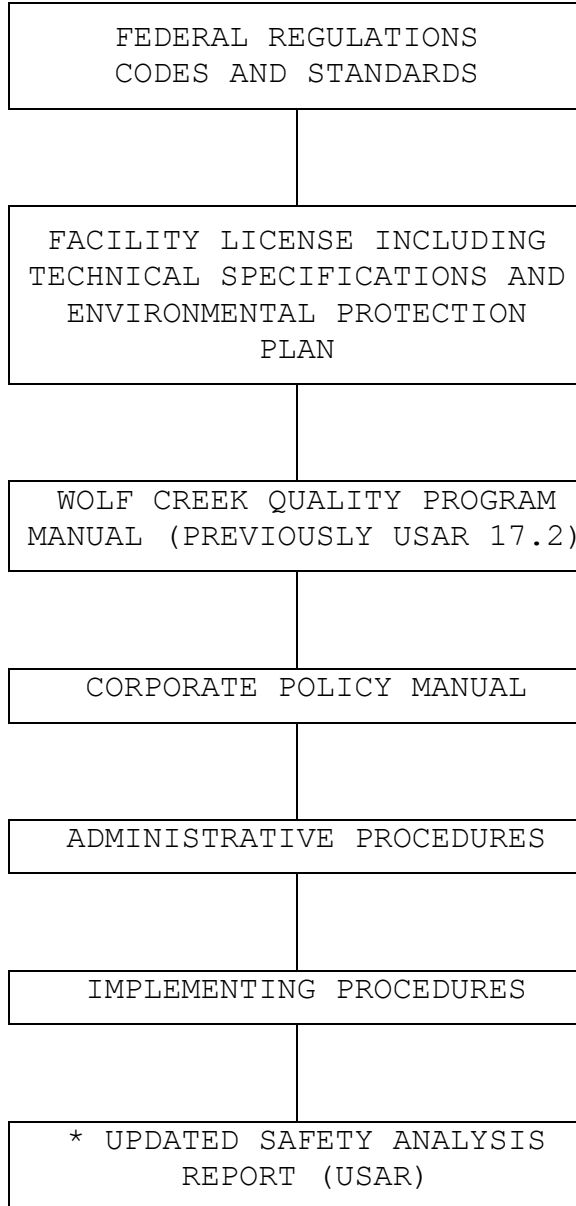 FEDERAL REGULATIONS
CODES AND STANDARDS
FACILITY LICENSE INCLUDING
TECHNICAL SPECIFICATIONS AND
ENVIRONMENTAL PROTECTION
PLAN
WOLF CREEK QUALITY PROGRAM
MANUAL (PREVIOUSLY USAR 17.2)
CORPORATE POLICY MANUAL
ADMINISTRATIVE PROCEDURES
IMPLEMENTING PROCEDURES
* UPDATED SAFETY ANALYSIS
REPORT (USAR)